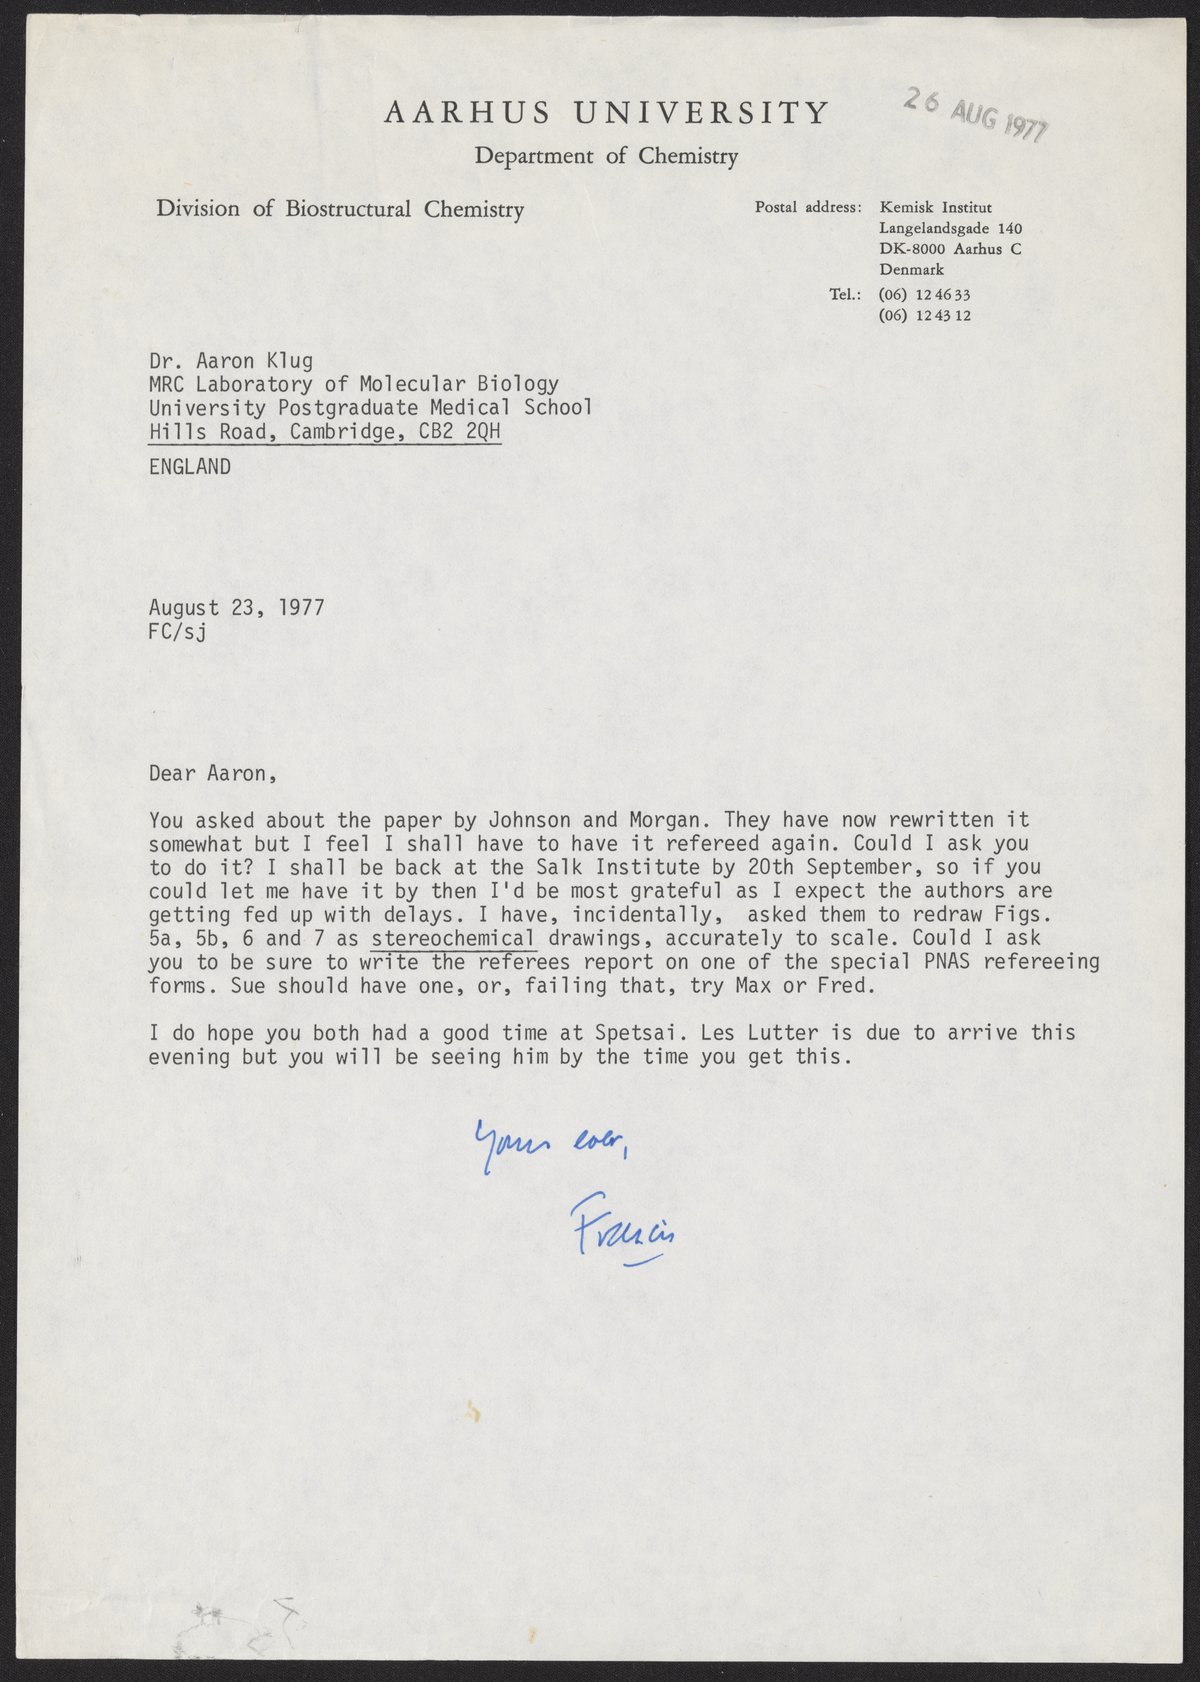 AARHUS UNIVERSITY
26 AUG 1977
Department of Chemistry
Division of Biostructural Chemistry
Postal address: Kemisk Institut
Langelandsgade 140
DK-8000 Aarhus C
Denmark
Tel.: (06) 12 46 33
(06) 12 43 12
Dr. Aaron Klug
MRC Laboratory of Molecular Biology
University Postgraduate Medical School
Hills Road, Cambridge, CB2 2QH
ENGLAND
August 23, 1977
FC/sj
Dear Aaron,
You asked about the paper by Johnson and Morgan. They have now rewritten it
somewhat but I feel I shall have to have it refereed again. Could I ask you
to do it? I shall be back at the Salk Institute by 20th September, so if you
could let me have it by then I'd be most grateful as I expect the authors are
getting fed up with delays. I have, incidentally, asked them to redraw Figs.
5a, 5b, 6 and 7 as stereochemical drawings, accurately to scale. Could I ask
you to be sure to write the referees report on one of the special PNAS refereeing
forms. Sue should have one, or, failing that, try Max or Fred.
I do hope you both had a good time at Spetsai. Les Lutter is due to arrive this
evening but you will be seeing him by the time you get this.
Yours ever,
Francis